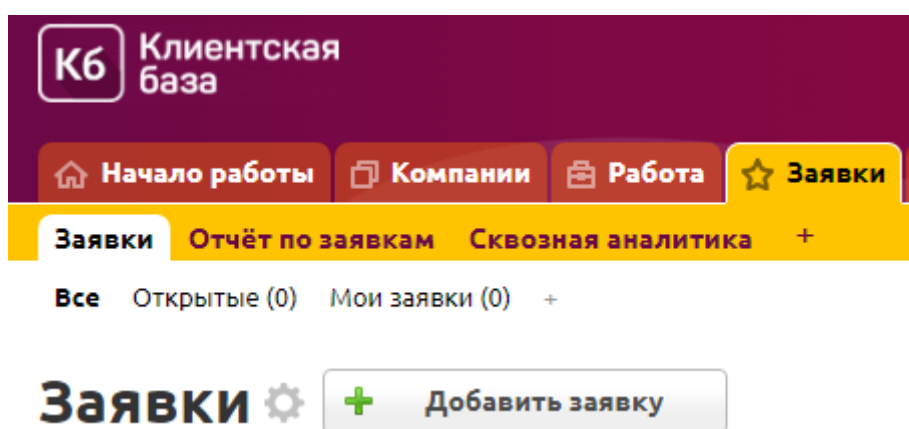 Кб Клиентская
база
Начало работы Компании Работа Заявки
Заявки Отчёт по заявкам Сквозная аналитика +
Все Открытые (0) Мои заявки (0) +
Заявки Добавить заявку